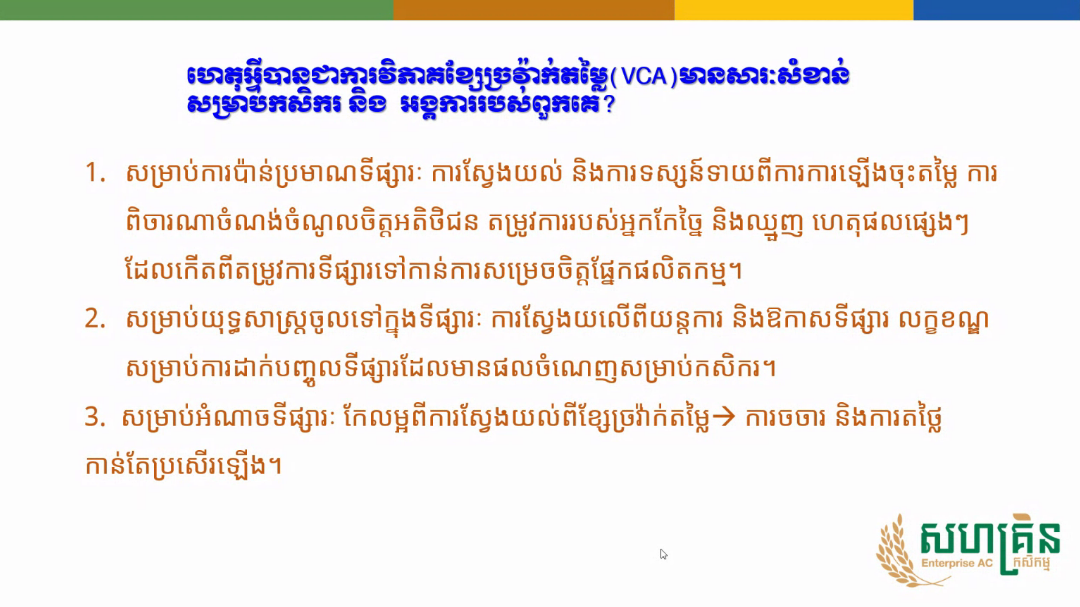 ហេតុអ្វីបានជាការវិភាគខ្សែច្រវ៉ាក់តម្លៃ(VCA)មានសារៈសំខាន់
សម្រាប់កសិករ និង អង្គការរបស់ពួកគេ?
1. សម្រាប់ការប៉ាន់ប្រមាណទីផ្សារៈ ការស្វែងយល់ និងការទស្សន៍ទាយពីការការឡើងចុះតម្លៃ ការ
ពិចារណាចំណង់ចំណូលចិត្តអតិថិជន តម្រូវការរបស់អ្នកកែច្នៃ និងឈ្មួញ ហេតុផលផ្សេងៗ
ដែលកើតពីតម្រូវការទីផ្សារទៅកាន់ការសម្រេចចិត្តផ្នែកផលិតកម្ម។
2. សម្រាប់យុទ្ធសាស្ត្រចូលទៅក្នុងទីផ្សារៈ ការស្វែងយលើពីយន្តការ និងឱកាសទីផ្សារ លក្ខខណ្ឌ
សម្រាប់ការដាក់បញ្ចូលទីផ្សារដែលមានផលចំណេញសម្រាប់កសិករ។
3. សម្រាប់អំណាចទីផ្សារៈ កែលម្អពីការស្វែងយល់ពីខ្សែច្រវ៉ាក់តម្លៃ→ ការចចារ និងការតថ្លៃ
កាន់តែប្រសើរឡើង។
សហគ្រិន
Enterprise AC កសិកម្ម